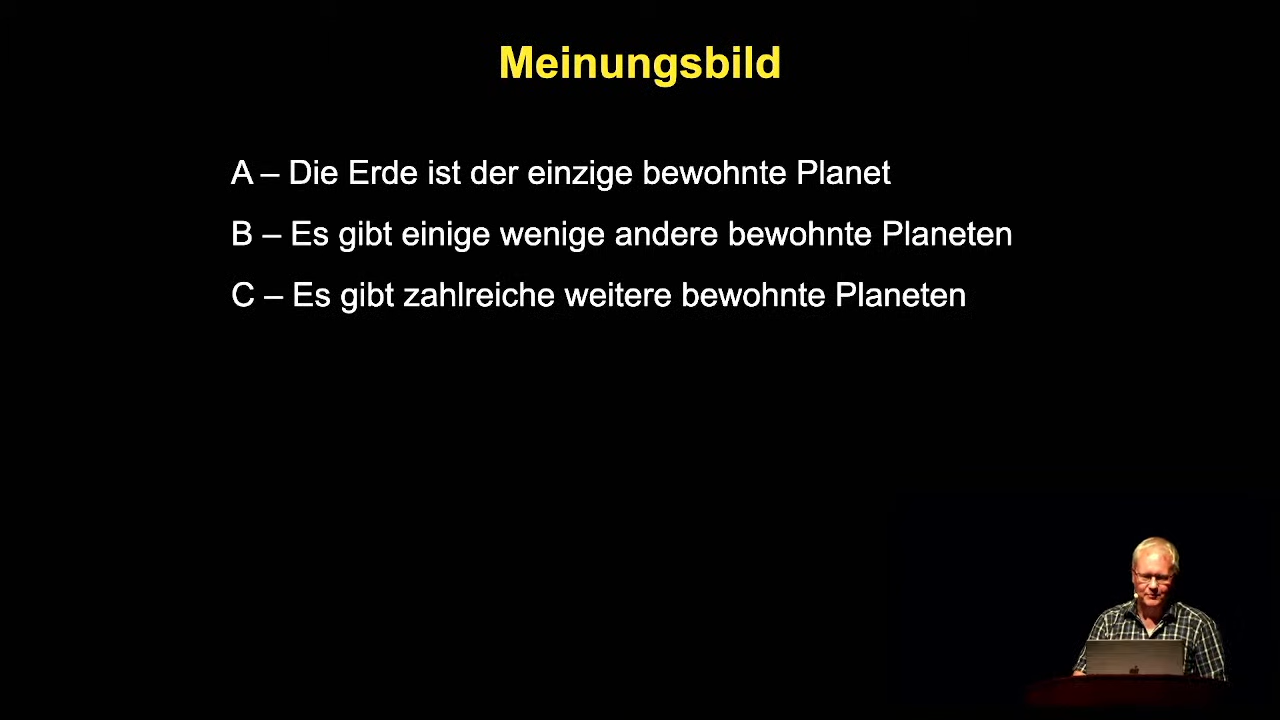 Meinungsbild
A – Die Erde ist der einzige bewohnte Planet
B – Es gibt einige wenige andere bewohnte Planeten
C – Es gibt zahlreiche weitere bewohnte Planeten